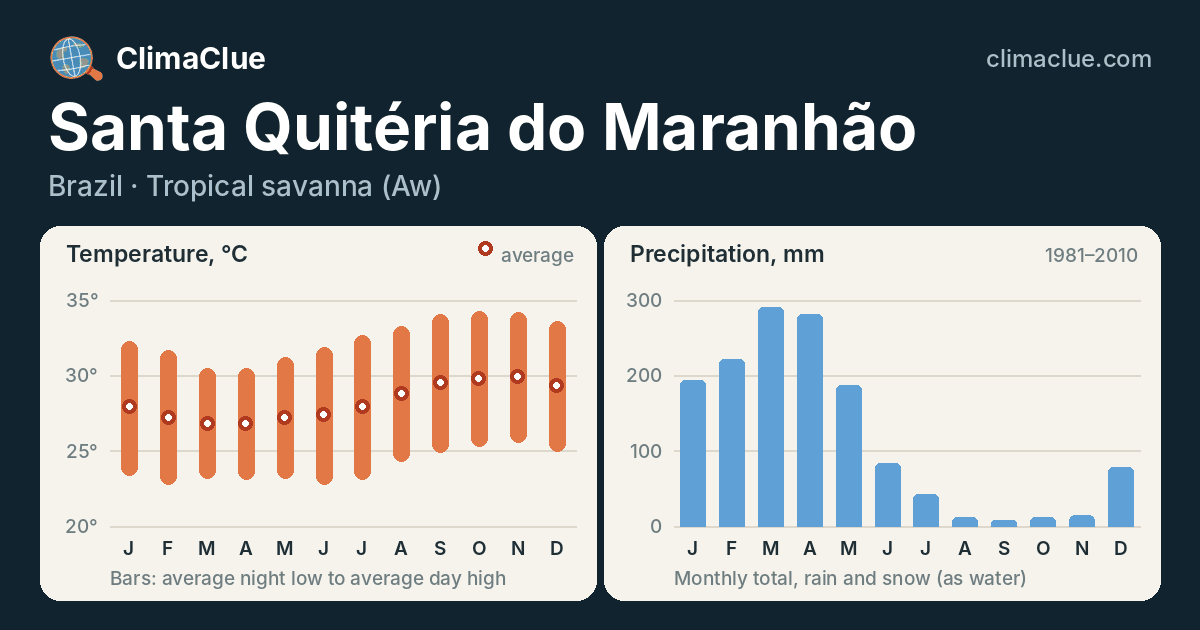 ClimaClue
climaclue.com
Santa Quitéria do Maranhão
Brazil · Tropical savanna (Aw)
Temperature, °C
average
35°
30°
25°
20°
J F M A M J J A S O N D
Bars: average night low to average day high
Precipitation, mm
1981–2010
300
200
100
0
J F M A M J J A S O N D
Monthly total, rain and snow (as water)